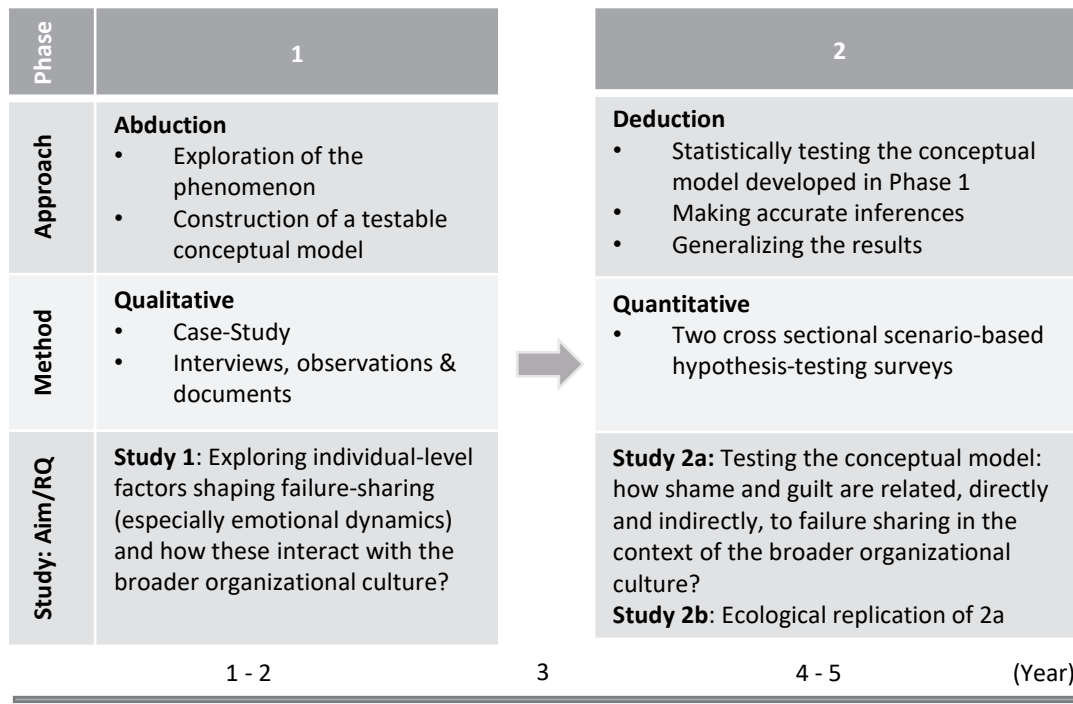 Phase
1
2
Approach
Abduction
• Exploration of the
phenomenon
• Construction of a testable
conceptual model
Deduction
• Statistically testing the conceptual
model developed in Phase 1
• Making accurate inferences
• Generalizing the results
Method
Qualitative
• Case-Study
• Interviews, observations &
documents
Quantitative
• Two cross sectional scenario-based
hypothesis-testing surveys
Study: Aim/RQ
Study 1: Exploring individual-level
factors shaping failure-sharing
(especially emotional dynamics)
and how these interact with the
broader organizational culture?
Study 2a: Testing the conceptual model:
how shame and guilt are related, directly
and indirectly, to failure sharing in the
context of the broader organizational
culture?
Study 2b: Ecological replication of 2a
1 - 2 3 4 - 5 (Year)